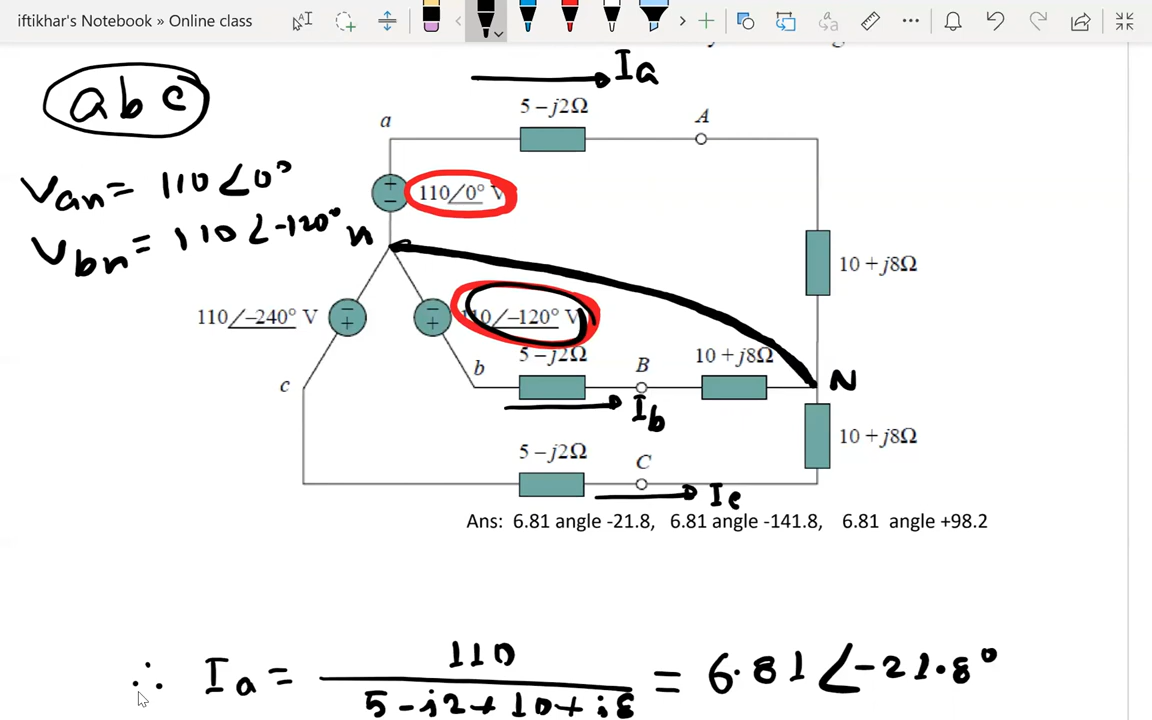 iftikhar's Notebook » Online class
Ia
a b c
5 – j2Ω
a
A
Van = 110 ∠0°
+
–
110∠0° V
Vbn = 110 ∠-120°
n
10 + j8Ω
110∠–240° V
–
+
–
+
110∠–120° V
5 – j2Ω
10 + j8Ω
B
b
c
N
Ib
10 + j8Ω
5 – j2Ω
C
Ic
Ans: 6.81 angle -21.8, 6.81 angle -141.8, 6.81 angle +98.2
∴ Ia = 110 / 5 - j2 + 10 + j8 = 6.81 ∠-21.8°